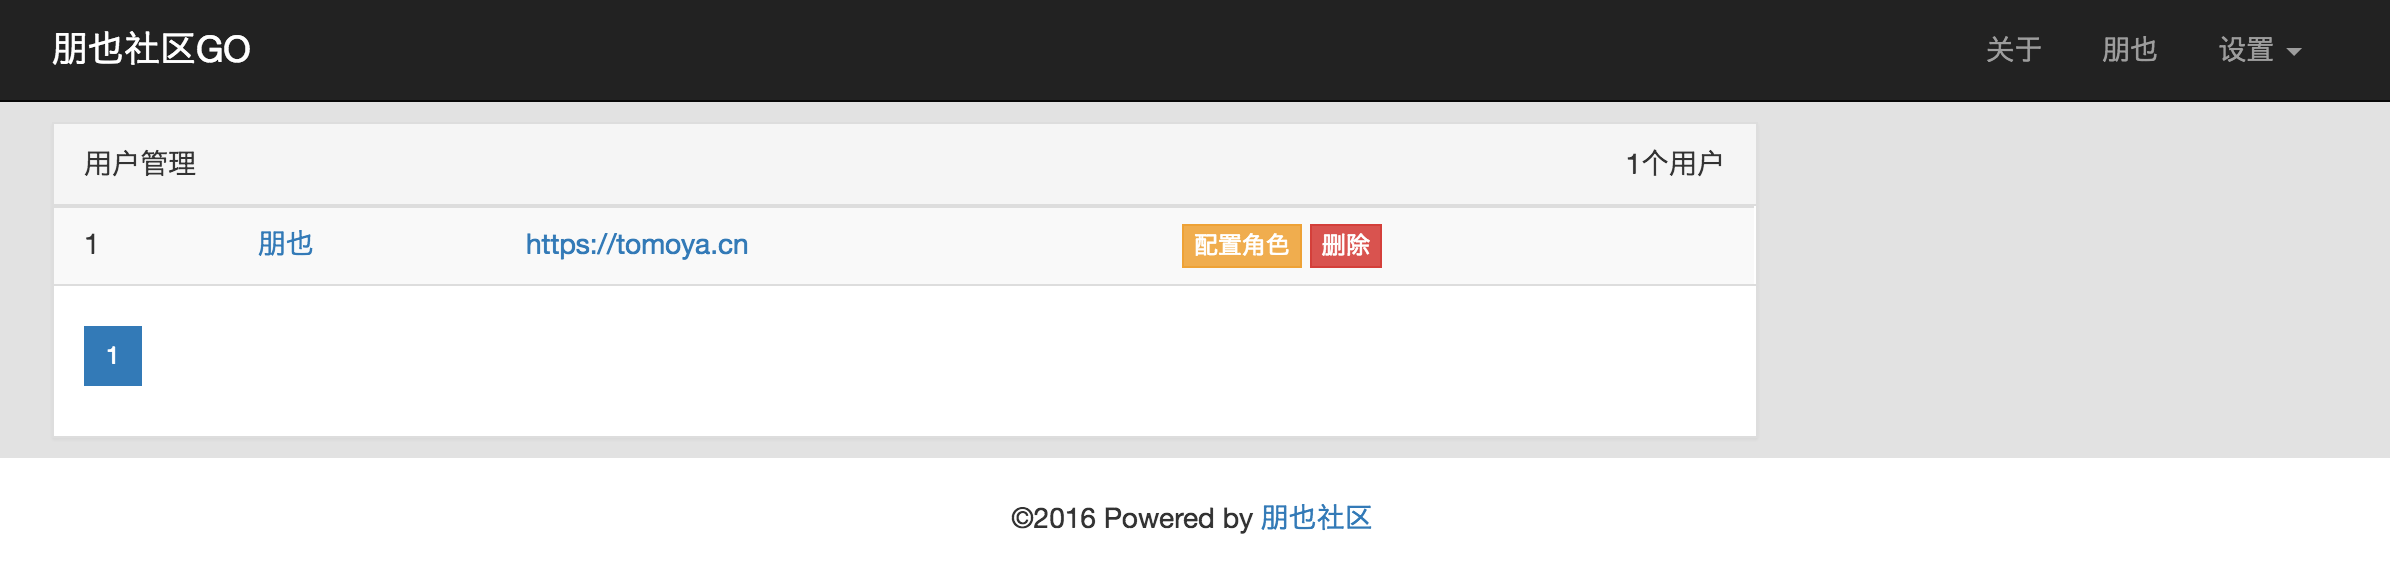 朋也社区GO 关于 朋也 设置
用户管理 1个用户
1 朋也 https://tomoya.cn 配置角色 删除
1
©2016 Powered by 朋也社区